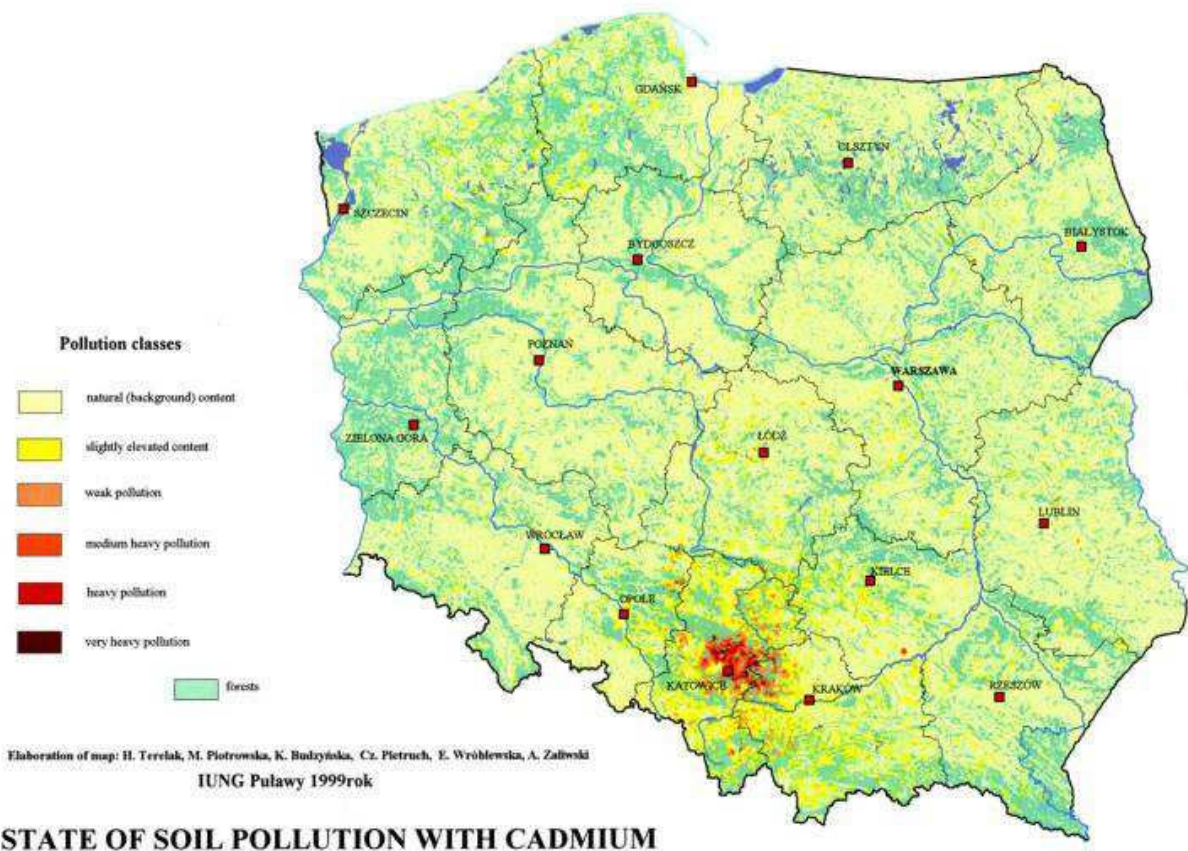 GDAŃSK
OLSZTYN
SZCZECIN
BIAŁYSTOK
BYDGOSZCZ
Pollution classes
POZNAŃ
WARSZAWA
natural (background) content
ZIELONA GÓRA
slightly elevated content
ŁÓDŹ
weak pollution
LUBLIN
medium heavy pollution
WROCŁAW
KIELCE
heavy pollution
OPOLE
very heavy pollution
forests
KATOWICE
KRAKÓW
RZESZÓW
Elaboration of map: H. Terelak, M. Piotrowska, K. Budzyńska, Cz. Pietruch, E. Wróblewska, A. Zaliwski
IUNG Puławy 1999rok
STATE OF SOIL POLLUTION WITH CADMIUM